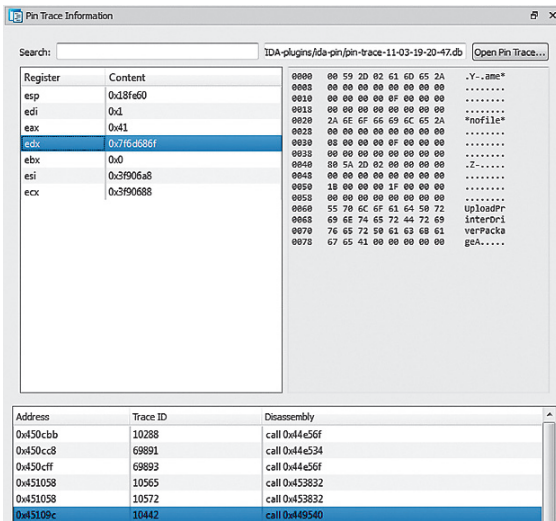 Pin Trace Information
Search: IDA-plugins/ida-pin/pin-trace-11-03-19-20-47.db Open Pin Trace...
Register Content
esp 0x18fe60
edi 0x1
eax 0x41
edx 0x7f6d686f
ebx 0x0
esi 0x3f906a8
ecx 0x3f90688
0000 00 59 2D 02 61 6D 65 2A .Y-.ame*
0008 00 00 00 00 00 00 00 00 ........
0010 00 00 00 00 0F 00 00 00 ........
0018 00 00 00 00 00 00 00 00 ........
0020 2A 6E 6F 66 69 6C 65 2A *nofile*
0028 00 00 00 00 00 00 00 00 ........
0030 08 00 00 00 0F 00 00 00 ........
0038 00 00 00 00 00 00 00 00 ........
0040 80 5A 2D 02 00 00 00 00 .Z-.....
0048 00 00 00 00 00 00 00 00 ........
0050 1B 00 00 00 1F 00 00 00 ........
0058 00 00 00 00 00 00 00 00 ........
0060 55 70 6C 6F 61 64 50 72 UploadPr
0068 69 6E 74 65 72 44 72 69 interDri
0070 76 65 72 50 61 63 6B 61 verPacka
0078 67 65 41 00 00 00 00 00 geA.....
Address Trace ID Disassembly
0x450cbb 10288 call 0x44e56f
0x450cc8 69891 call 0x44e534
0x450cff 69893 call 0x44e56f
0x451058 10565 call 0x453832
0x451058 10572 call 0x453832
0x45109c 10442 call 0x449540